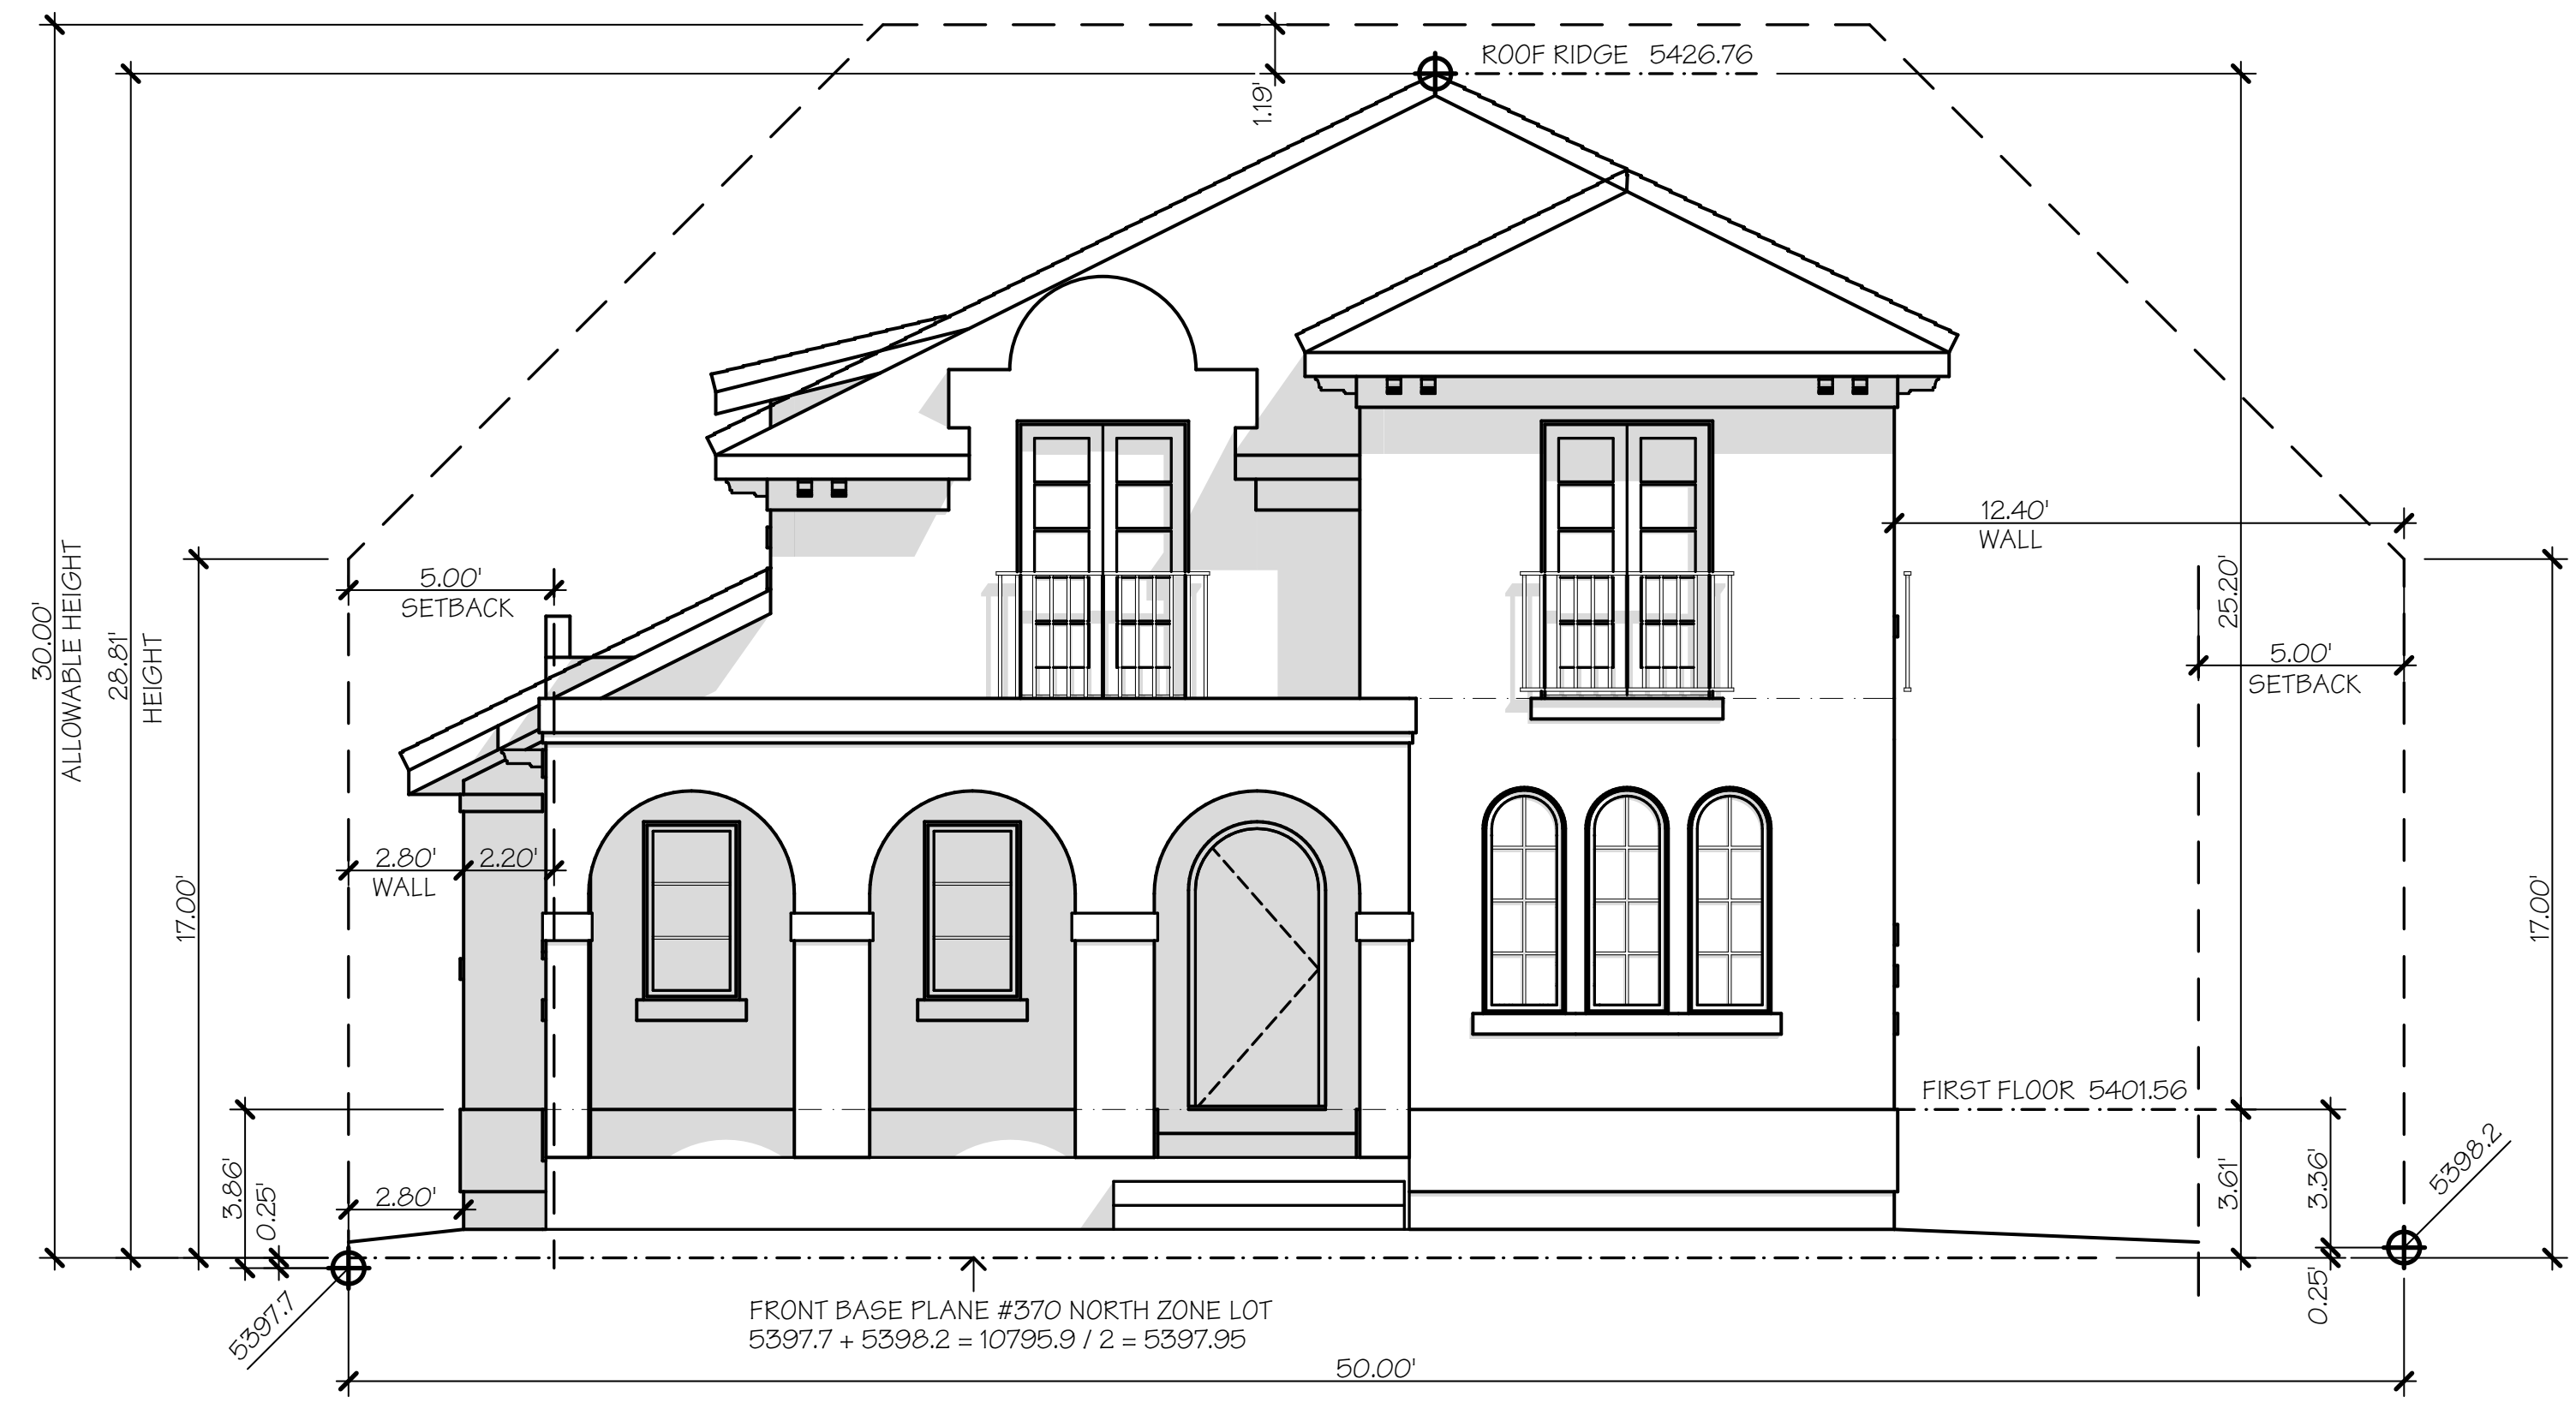 ROOF RIDGE 5426.76
1.19'
30.00'
ALLOWABLE HEIGHT
28.81'
HEIGHT
17.00'
5.00'
SETBACK
12.40'
WALL
25.20'
5.00'
SETBACK
2.80'
WALL
2.20'
17.00'
FIRST FLOOR 5401.56
3.86'
0.25'
2.80'
3.61'
3.36'
0.25'
5398.2
5397.7
FRONT BASE PLANE #370 NORTH ZONE LOT
5397.7 + 5398.2 = 10795.9 / 2 = 5397.95
50.00'